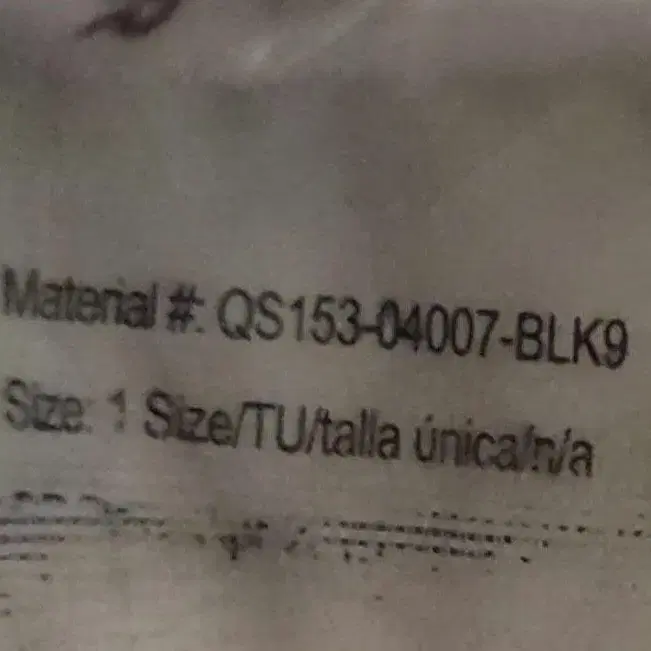 Material #: QS153-04007-BLK9
Size: 1 Size/TU/talla única/n/a